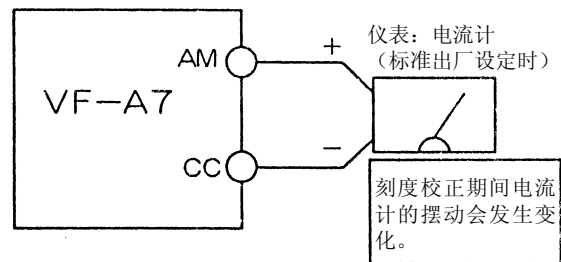 仪表：电流计
（标准出厂设定时）
AM
+
VF-A7
CC
−
刻度校正期间电流
计的摆动会发生变
化。